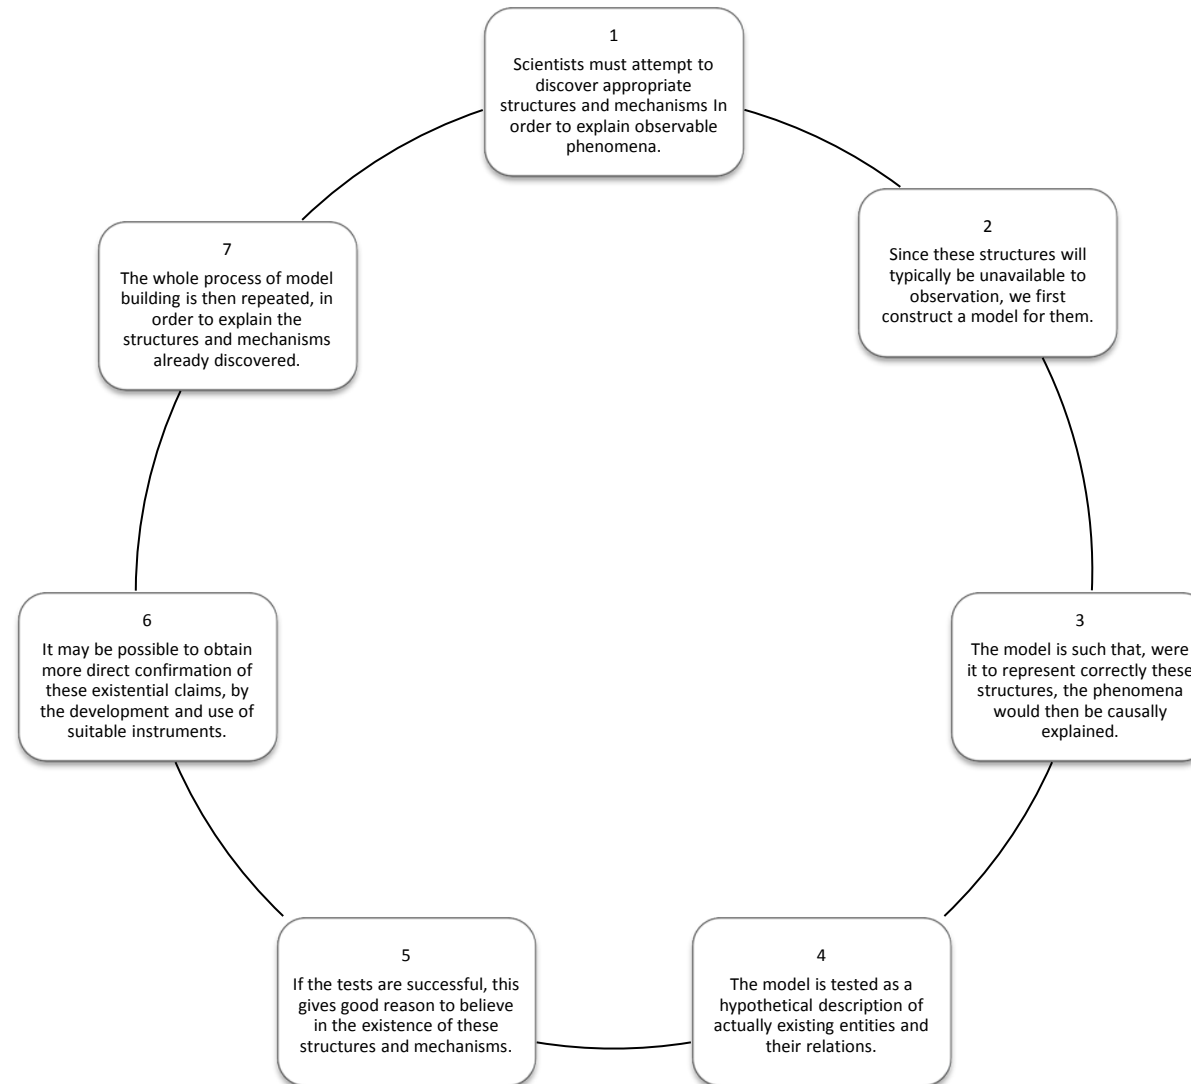 1
Scientists must attempt to
discover appropriate
structures and mechanisms In
order to explain observable
phenomena.
2
Since these structures will
typically be unavailable to
observation, we first
construct a model for them.
3
The model is such that, were
it to represent correctly these
structures, the phenomena
would then be causally
explained.
4
The model is tested as a
hypothetical description of
actually existing entities and
their relations.
5
If the tests are successful, this
gives good reason to believe
in the existence of these
structures and mechanisms.
6
It may be possible to obtain
more direct confirmation of
these existential claims, by
the development and use of
suitable instruments.
7
The whole process of model
building is then repeated, in
order to explain the
structures and mechanisms
already discovered.